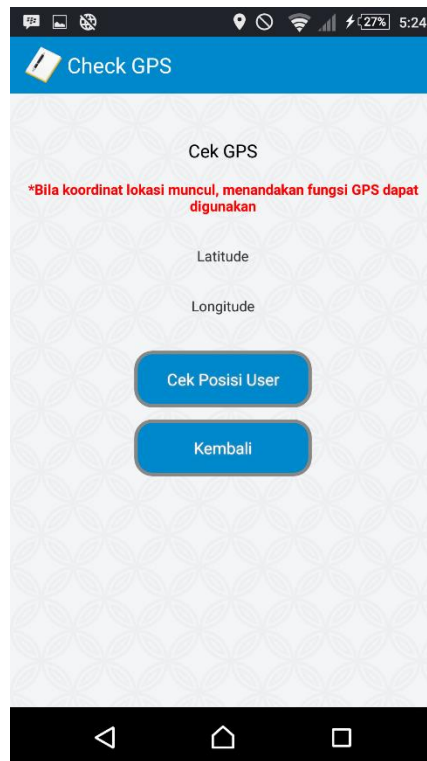 27% 5:24
Check GPS
Cek GPS
*Bila koordinat lokasi muncul, menandakan fungsi GPS dapat
digunakan
Latitude
Longitude
Cek Posisi User
Kembali